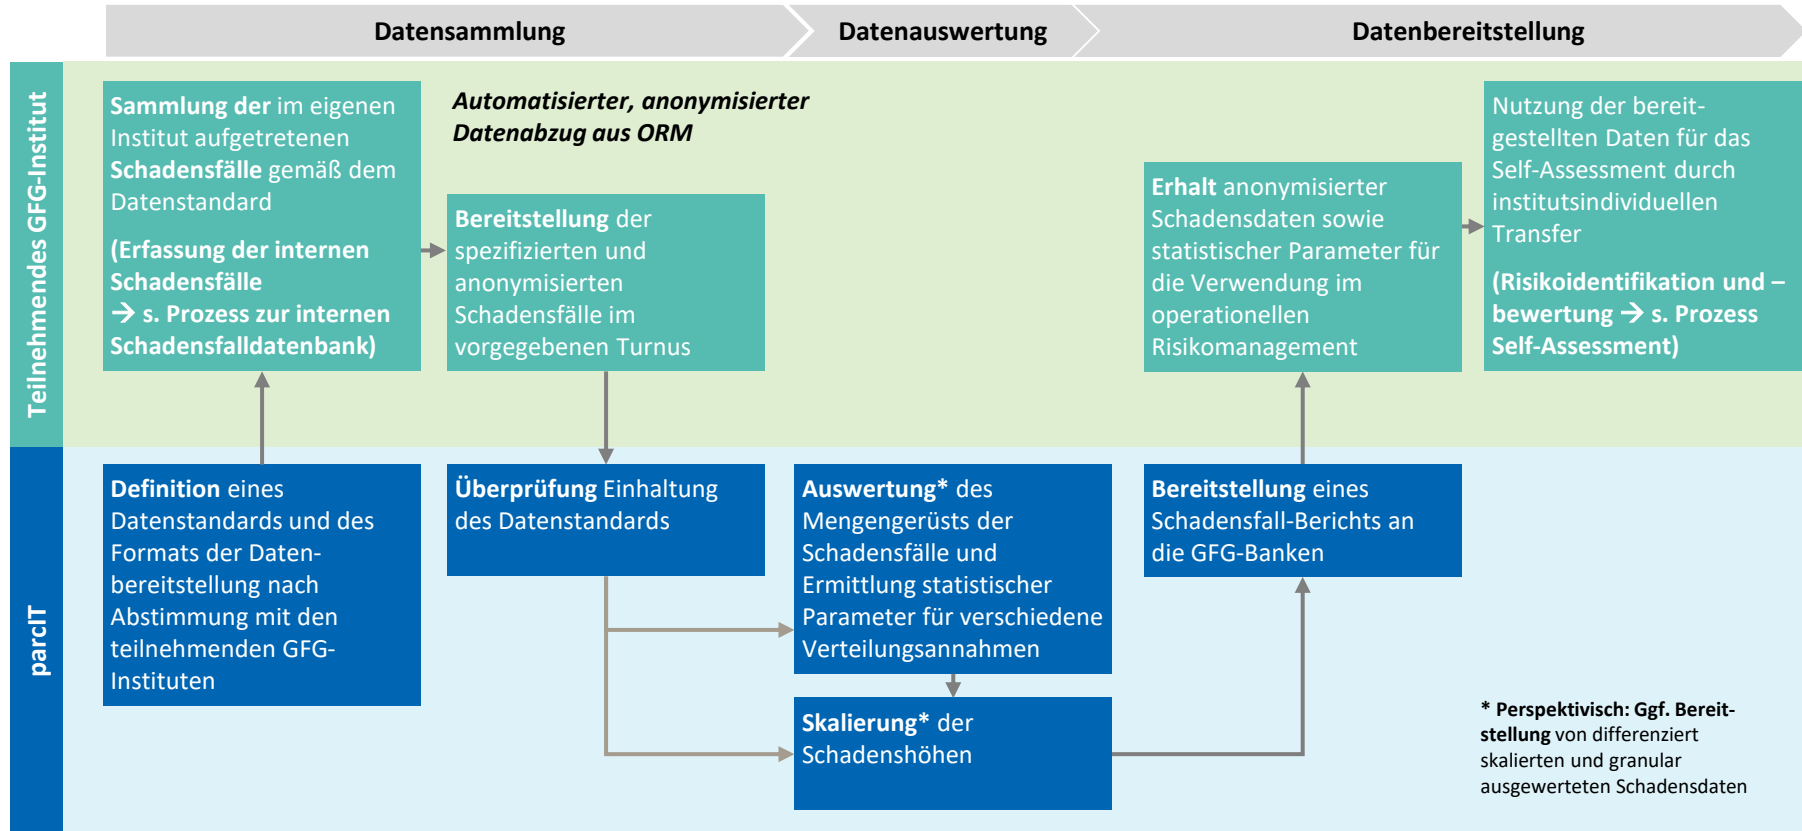 Datensammlung
Datenauswertung
Datenbereitstellung
Teilnehmendes GFG-Institut
Sammlung der im eigenen
Institut aufgetretenen
Schadensfälle gemäß dem
Datenstandard
(Erfassung der internen
Schadensfälle
→ s. Prozess zur internen
Schadensfalldatenbank)
Automatisierter, anonymisierter
Datenabzug aus ORM
Bereitstellung der
spezifizierten und
anonymisierten
Schadensfälle im
vorgegebenen Turnus
Erhalt anonymisierter
Schadensdaten sowie
statistischer Parameter für
die Verwendung im
operationellen
Risikomanagement
Nutzung der bereit-
gestellten Daten für das
Self-Assessment durch
institutsindividuellen
Transfer
(Risikoidentifikation und –
bewertung → s. Prozess
Self-Assessment)
parcIT
Definition eines
Datenstandards und des
Formats der Daten-
bereitstellung nach
Abstimmung mit den
teilnehmenden GFG-
Instituten
Überprüfung Einhaltung
des Datenstandards
Auswertung* des
Mengengerüsts der
Schadensfälle und
Ermittlung statistischer
Parameter für verschiedene
Verteilungsannahmen
Skalierung* der
Schadenshöhen
Bereitstellung eines
Schadensfall-Berichts an
die GFG-Banken
* Perspektivisch: Ggf. Bereit-
stellung von differenziert
skalierten und granular
ausgewerteten Schadensdaten